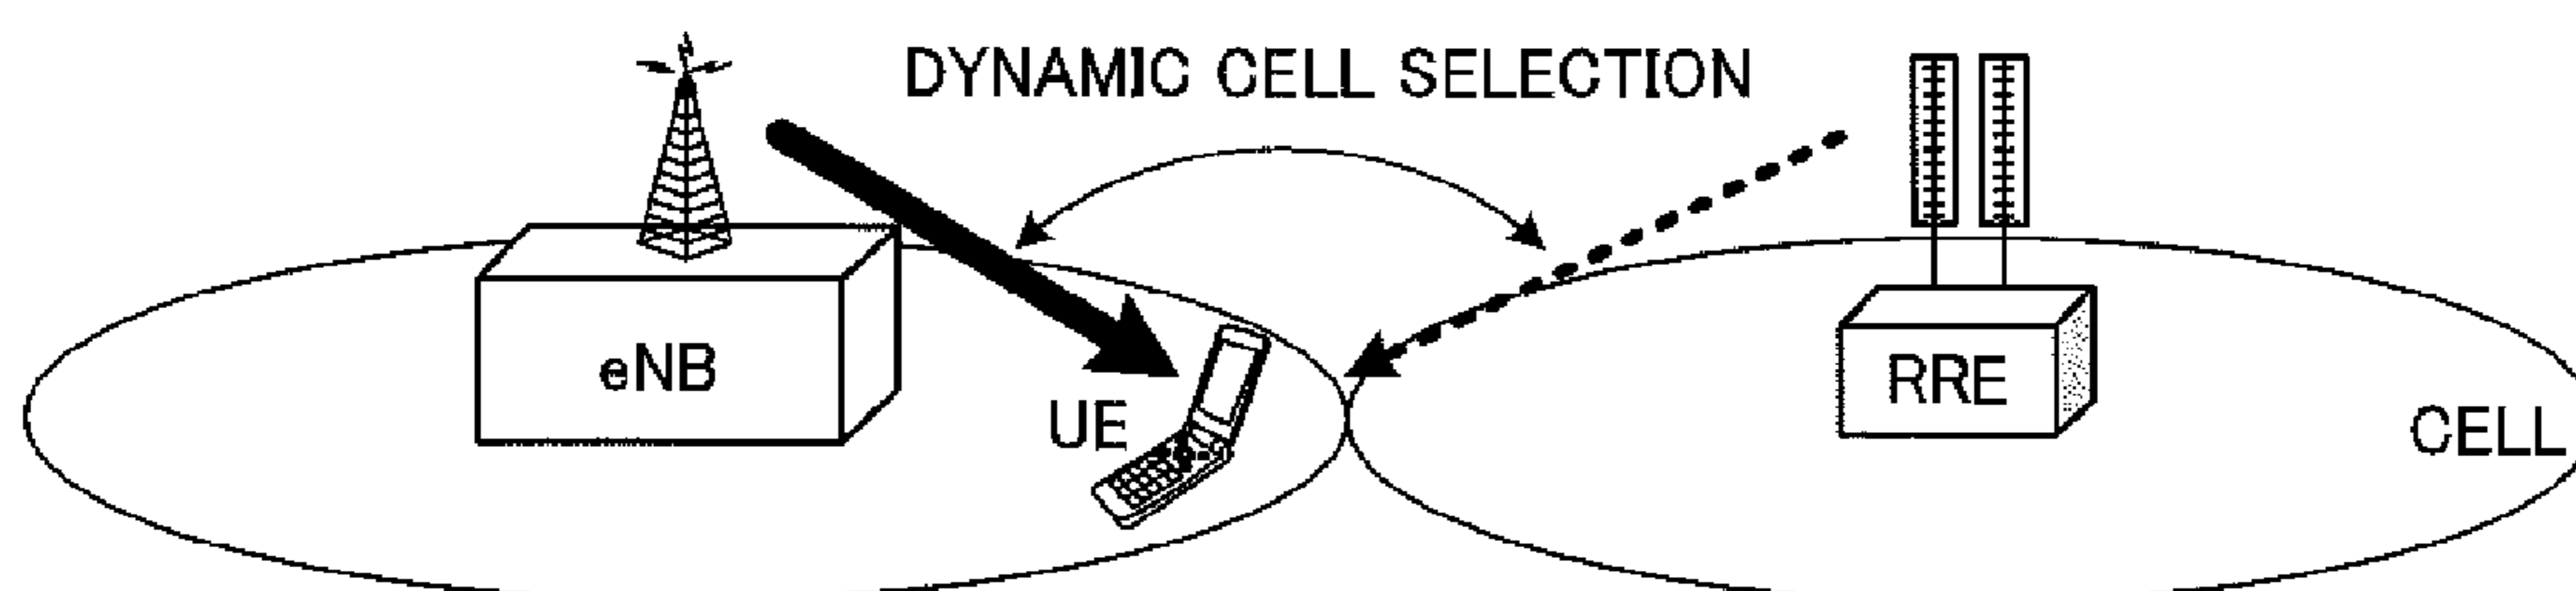 DYNAMIC CELL SELECTION
eNB
UE
RRE
CELL